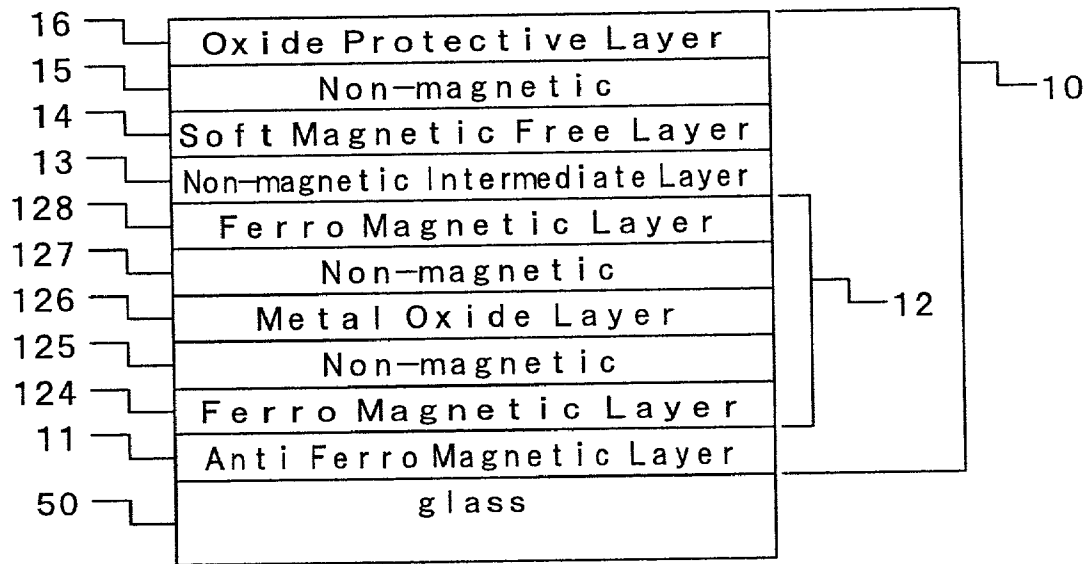 16 Oxide Protective Layer
15 Non-magnetic 10
14 Soft Magnetic Free Layer
13 Non-magnetic Intermediate Layer
128 Ferro Magnetic Layer
127 Non-magnetic
126 Metal Oxide Layer 12
125 Non-magnetic
124 Ferro Magnetic Layer
11 Anti Ferro Magnetic Layer
50 glass